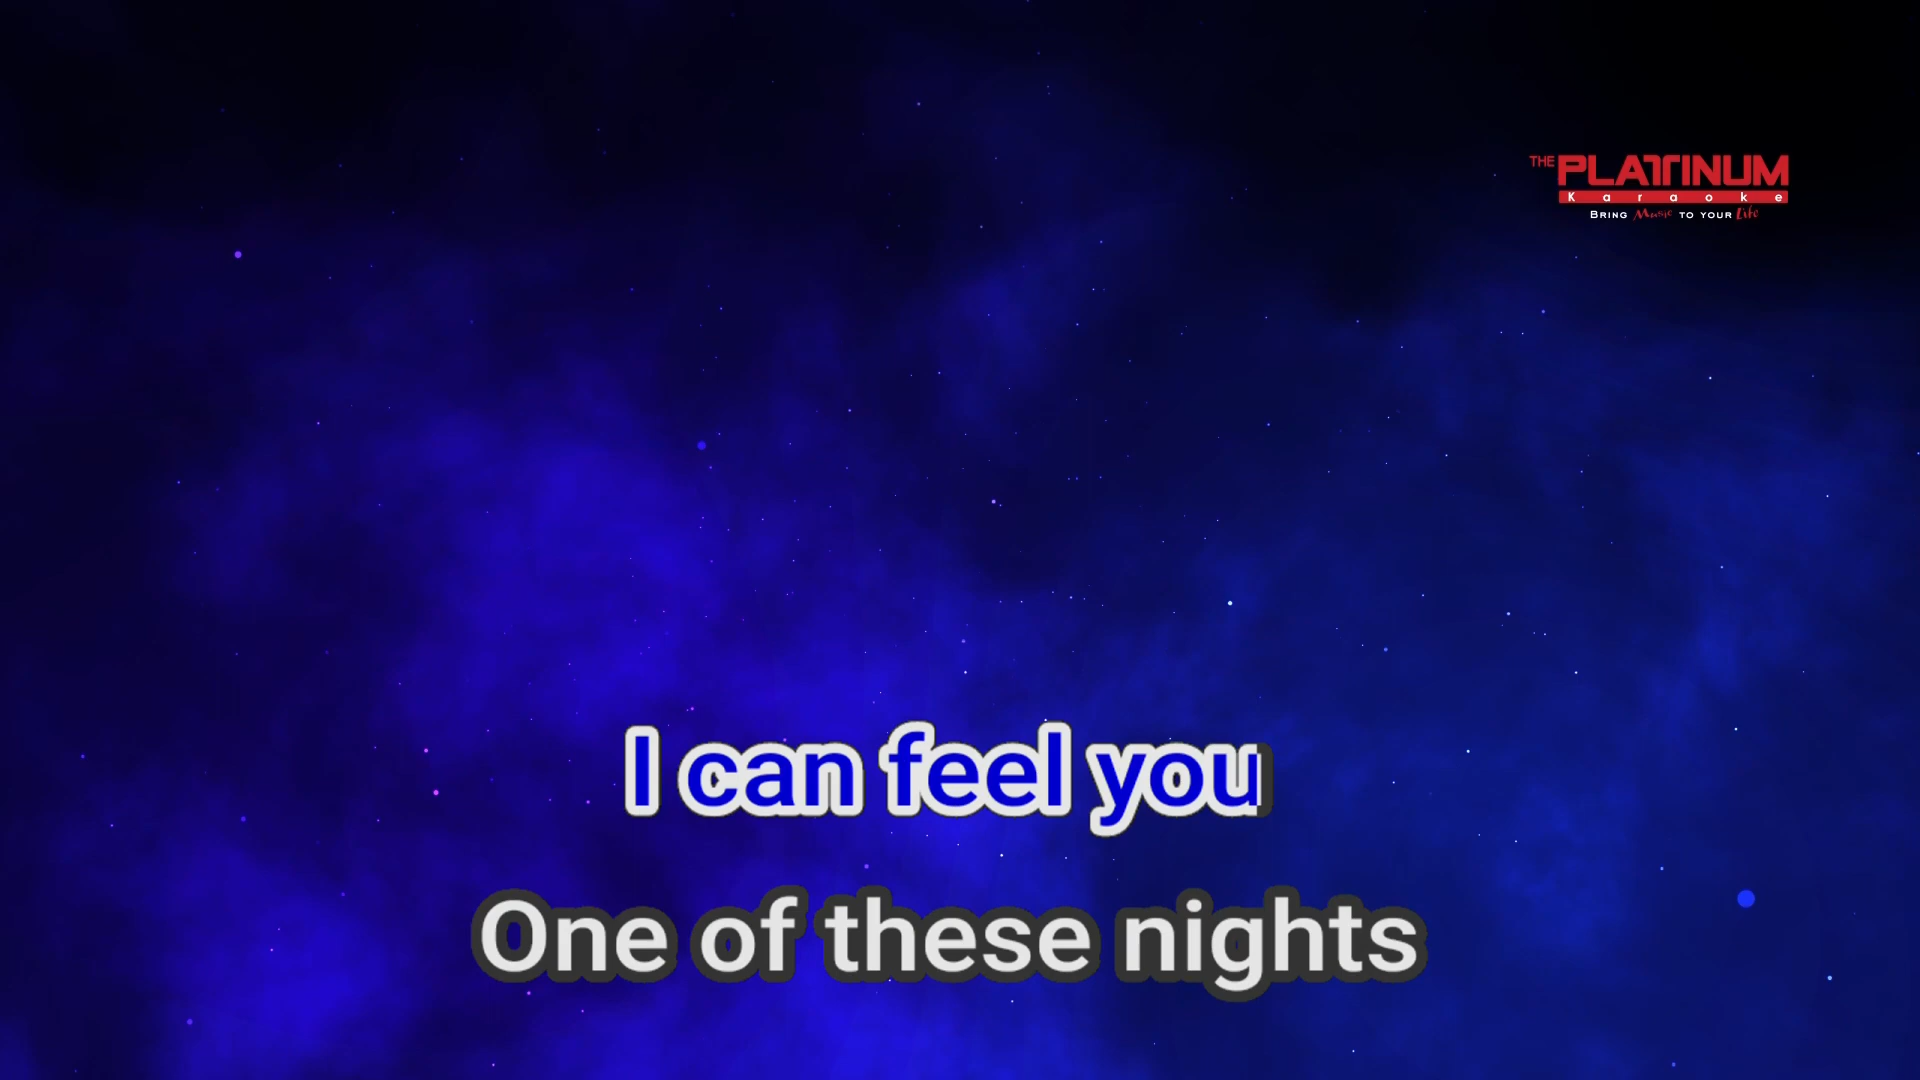 THE PLATINUM
Karaoke
BRING Music TO YOUR Life
I can feel you
One of these nights